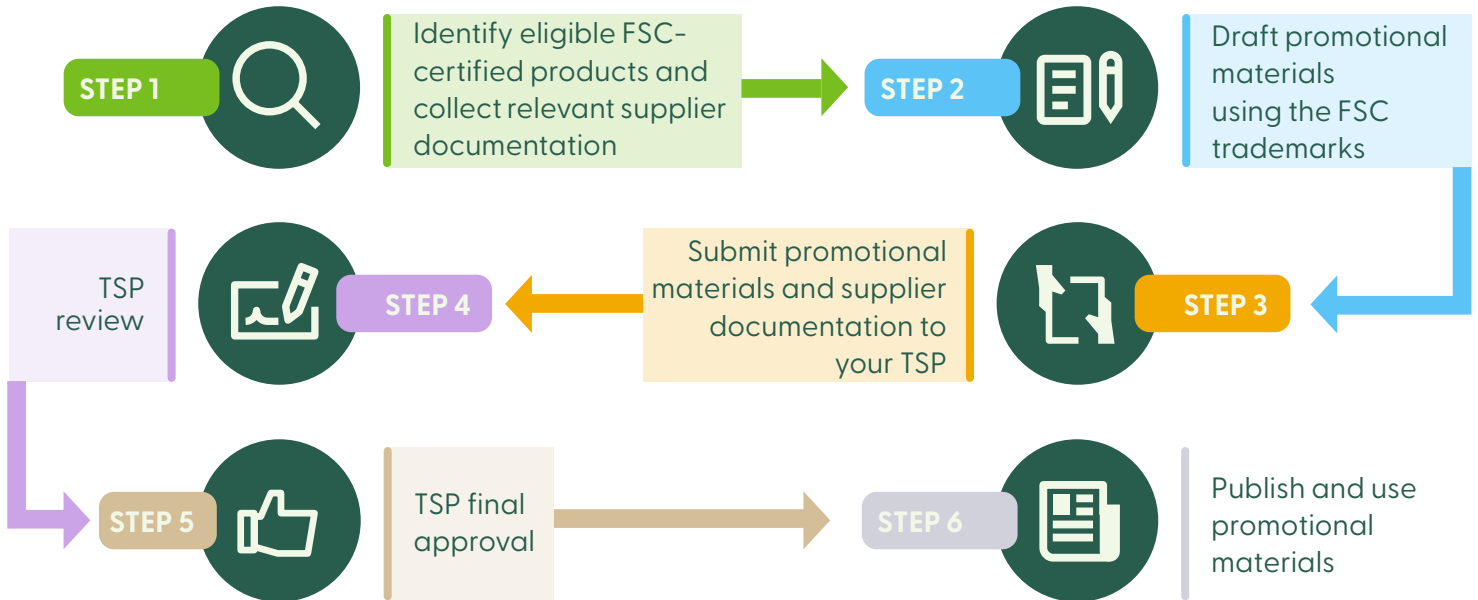 STEP 1
Identify eligible FSC-
certified products and
collect relevant supplier
documentation
STEP 2
Draft promotional
materials
using the FSC
trademarks
STEP 3
Submit promotional
materials and supplier
documentation to
your TSP
STEP 4
TSP
review
STEP 5
TSP final
approval
STEP 6
Publish and use
promotional
materials